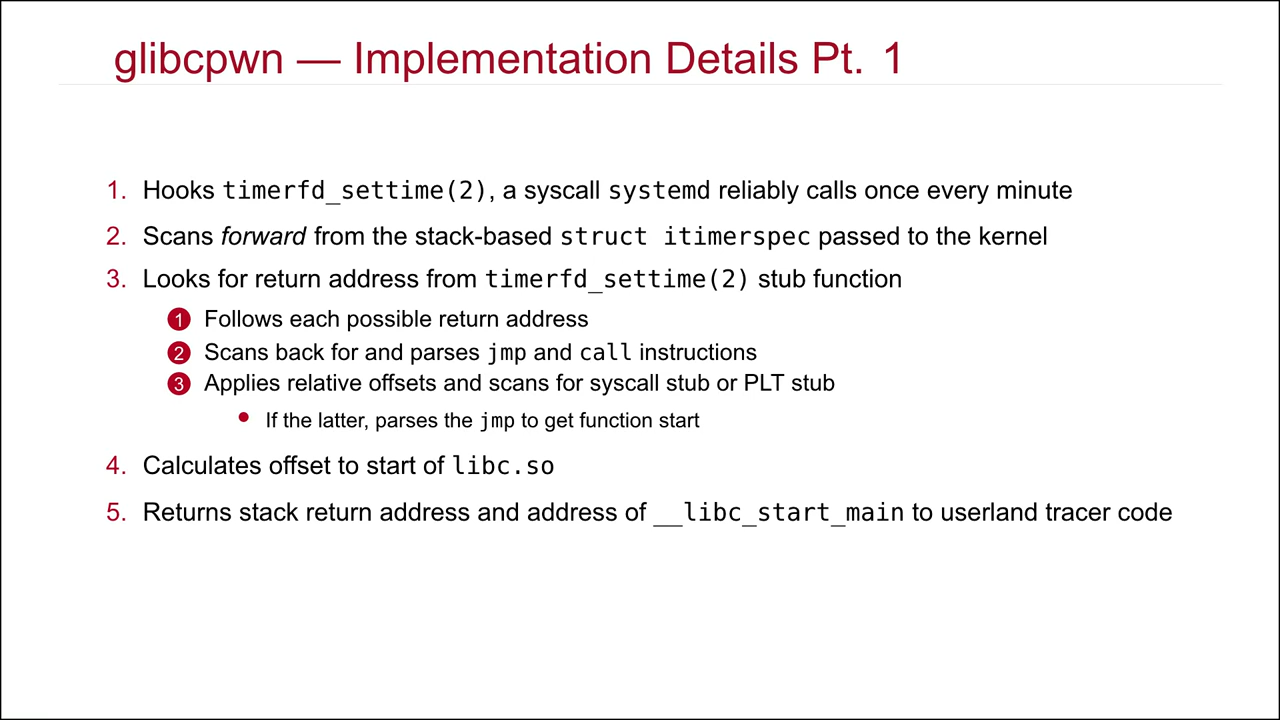 glibcpwn — Implementation Details Pt. 1
1. Hooks timerfd_settime(2), a syscall systemd reliably calls once every minute
2. Scans forward from the stack-based struct itimerspec passed to the kernel
3. Looks for return address from timerfd_settime(2) stub function
1 Follows each possible return address
2 Scans back for and parses jmp and call instructions
3 Applies relative offsets and scans for syscall stub or PLT stub
• If the latter, parses the jmp to get function start
4. Calculates offset to start of libc.so
5. Returns stack return address and address of __libc_start_main to userland tracer code